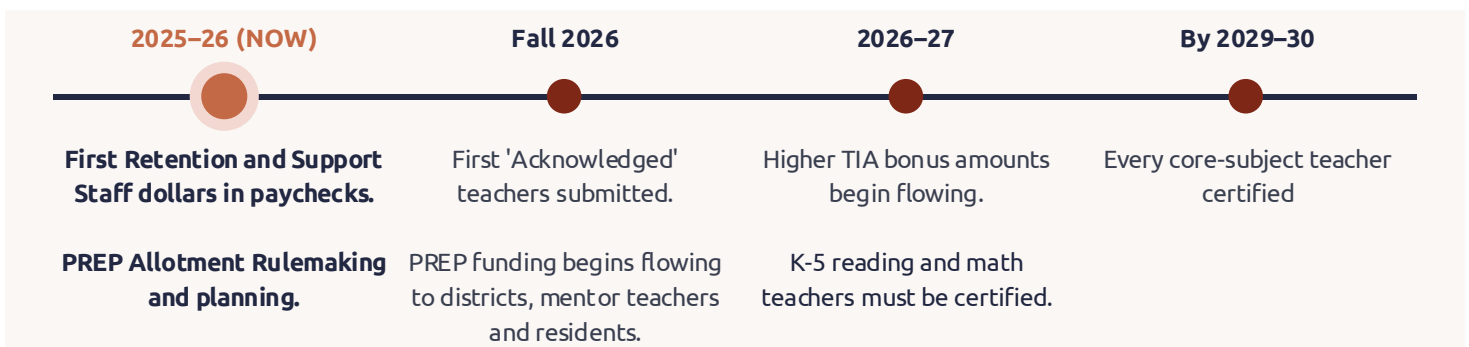 2025–26 (NOW)
First Retention and Support
Staff dollars in paychecks.
PREP Allotment Rulemaking
and planning.
Fall 2026
First 'Acknowledged'
teachers submitted.
PREP funding begins flowing
to districts, mentor teachers
and residents.
2026–27
Higher TIA bonus amounts
begin flowing.
K-5 reading and math
teachers must be certified.
By 2029–30
Every core-subject teacher
certified